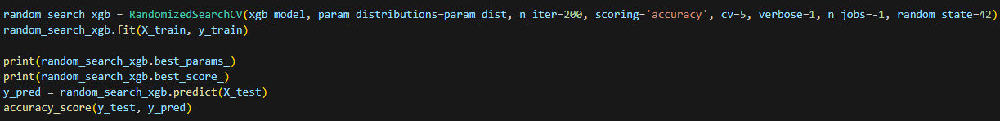 random_search_xgb = RandomizedSearchCV(xgb_model, param_distributions=param_dist, n_iter=200, scoring='accuracy', cv=5, verbose=1, n_jobs=-1, random_state=42)
random_search_xgb.fit(X_train, y_train)

print(random_search_xgb.best_params_)
print(random_search_xgb.best_score_)
y_pred = random_search_xgb.predict(X_test)
accuracy_score(y_test, y_pred)